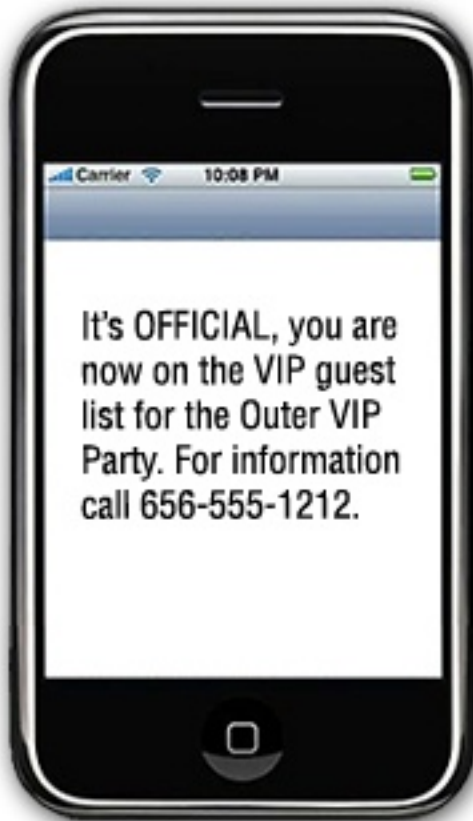 Carrier 10:08 PM
It's OFFICIAL, you are
now on the VIP guest
list for the Outer VIP
Party. For information
call 656-555-1212.